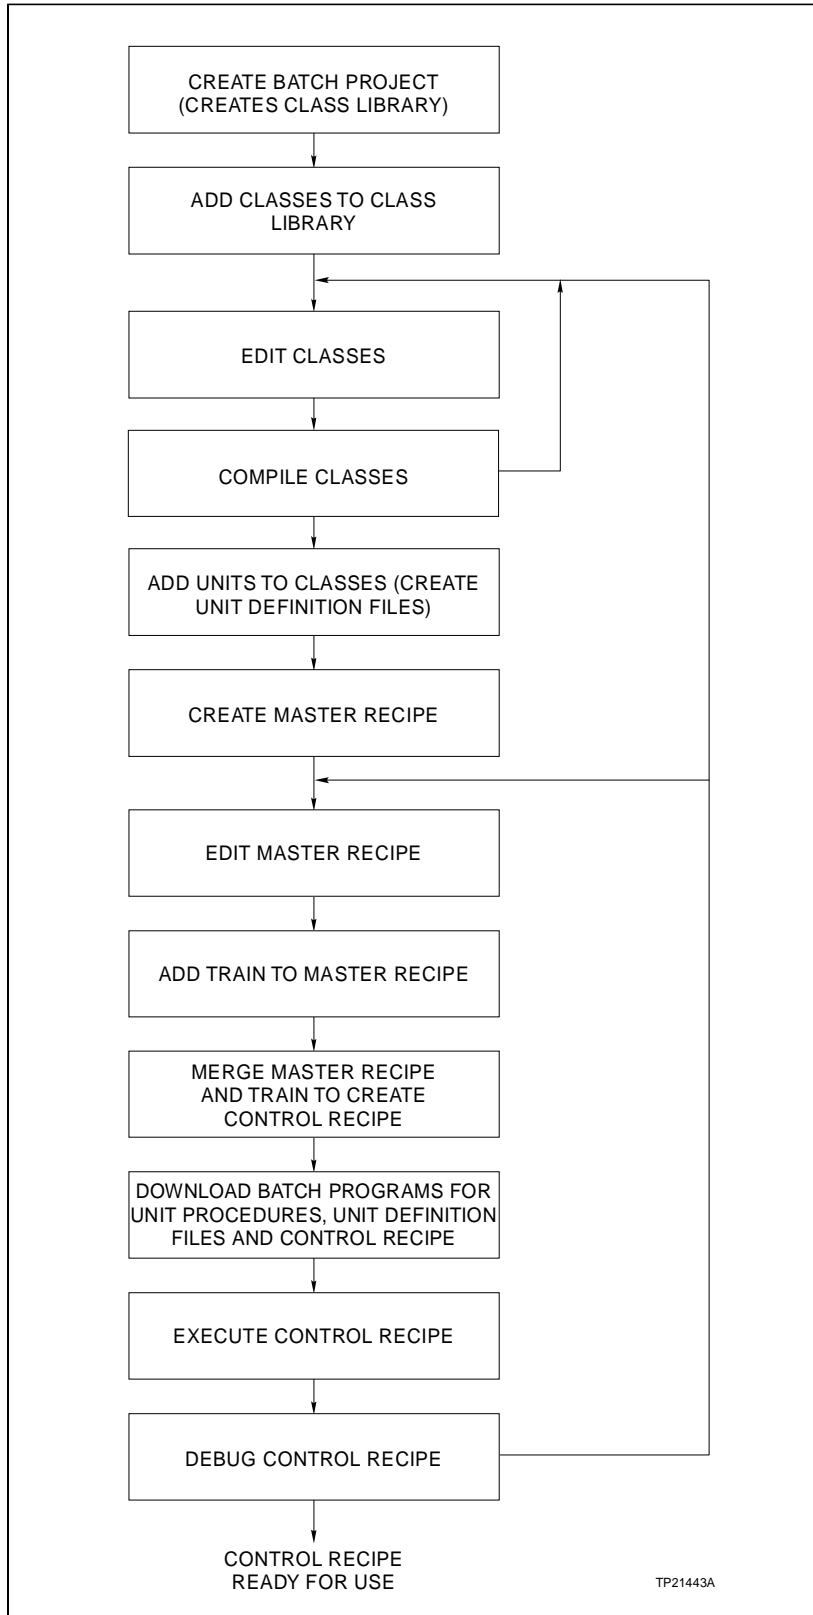 CREATE BATCH PROJECT
(CREATES CLASS LIBRARY)
ADD CLASSES TO CLASS
LIBRARY
EDIT CLASSES
COMPILE CLASSES
ADD UNITS TO CLASSES (CREATE
UNIT DEFINITION FILES)
CREATE MASTER RECIPE
EDIT MASTER RECIPE
ADD TRAIN TO MASTER RECIPE
MERGE MASTER RECIPE
AND TRAIN TO CREATE
CONTROL RECIPE
DOWNLOAD BATCH PROGRAMS FOR
UNIT PROCEDURES, UNIT DEFINITION
FILES AND CONTROL RECIPE
EXECUTE CONTROL RECIPE
DEBUG CONTROL RECIPE
CONTROL RECIPE
READY FOR USE
TP21443A